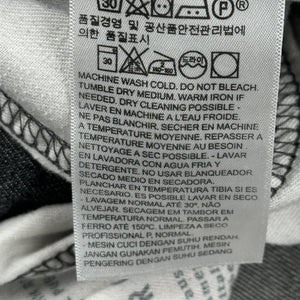 30
품질경영 및 공산품안전관리법에
의한 품질표시
30 80~120 드라이
MACHINE WASH COLD. DO NOT BLEACH.
TUMBLE DRY MEDIUM. WARM IRON IF
NEEDED. DRY CLEANING POSSIBLE -
LAVER EN MACHINE A L'EAU FROIDE.
NE PAS BLANCHIR. SECHER EN MACHINE
A TEMPERATURE MOYENNE. REPASSER A
TEMPERATURE MOYENNE AU BESOIN
NETTOYAGE A SEC POSSIBLE. - LAVAR
EN LAVADORA CON AGUA FRIA Y
DETERGENTE. NO USAR BLANQUEADOR
SECADO MEDIO EN SECADORA
PLANCHAR EN TEMPERATURA TIBIA SI ES
NECESARIO. ES POSIBLE LAVAR EN SECO
- LAVAGEM NORMAL ATÉ 30º, NÃO
ALVEJAR. SECAGEM EM TAMBOR EM
TEMPERATURA NORMAL. PASSAR A
FERRO ATÉ 150ºC. LIMPEZA A SECO
PROFISSIONAL P, NORMAL.
- MESIN CUCI DENGAN SUHU RENDAH.
JANGAN GUNAKAN PEMUTIH. MESIN
PENGERING DENGAN SUHU SEDANG